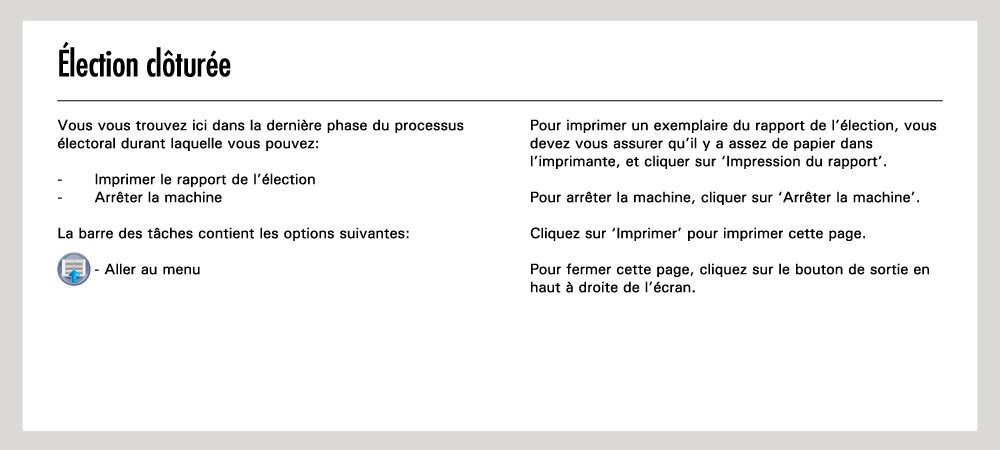 Élection clôturée
Vous vous trouvez ici dans la dernière phase du processus
électoral durant laquelle vous pouvez:
- Imprimer le rapport de l'élection
- Arrêter la machine
La barre des tâches contient les options suivantes:
- Aller au menu
Pour imprimer un exemplaire du rapport de l'élection, vous
devez vous assurer qu'il y a assez de papier dans
l'imprimante, et cliquer sur ‘Impression du rapport’.
Pour arrêter la machine, cliquer sur ‘Arrêter la machine’.
Cliquez sur ‘Imprimer’ pour imprimer cette page.
Pour fermer cette page, cliquez sur le bouton de sortie en
haut à droite de l'écran.